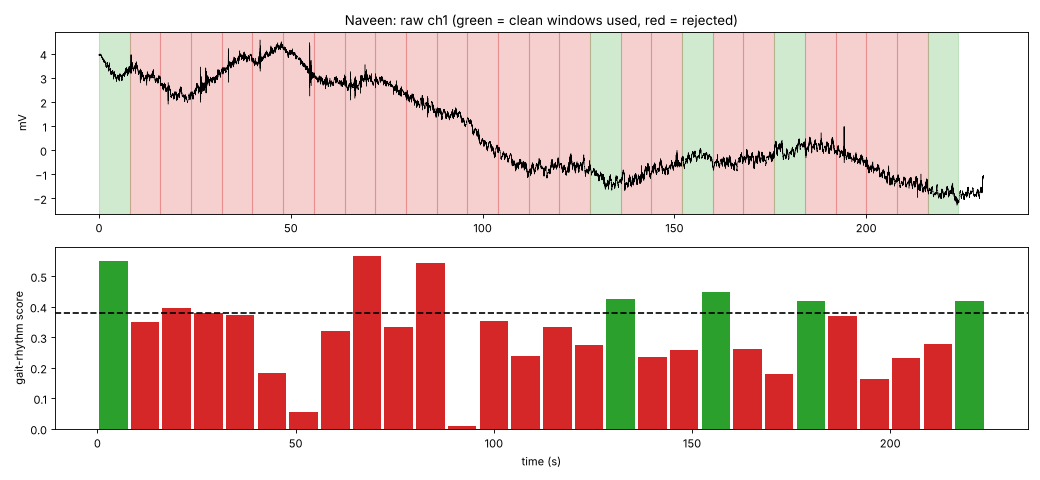 Naveen: raw ch1 (green = clean windows used, red = rejected)
mV
4
3
2
1
0
−1
−2
0 50 100 150 200
gait-rhythm score
0.5
0.4
0.3
0.2
0.1
0.0
0 50 100 150 200
time (s)